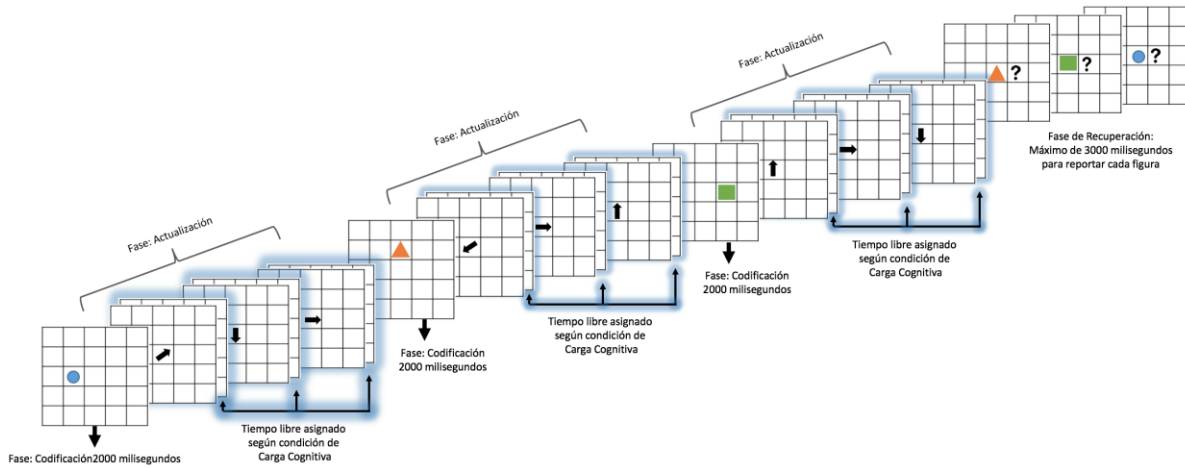 Fase: Actualización
Fase: Codificación2000 milisegundos
Tiempo libre asignado
según condición de
Carga Cognitiva
Fase: Actualización
Fase: Codificación
2000 milisegundos
Tiempo libre asignado
según condición de
Carga Cognitiva
Fase: Actualización
Fase: Codificación
2000 milisegundos
Tiempo libre asignado
según condición de
Carga Cognitiva
?
?
?
Fase de Recuperación:
Máximo de 3000 milisegundos
para reportar cada figura